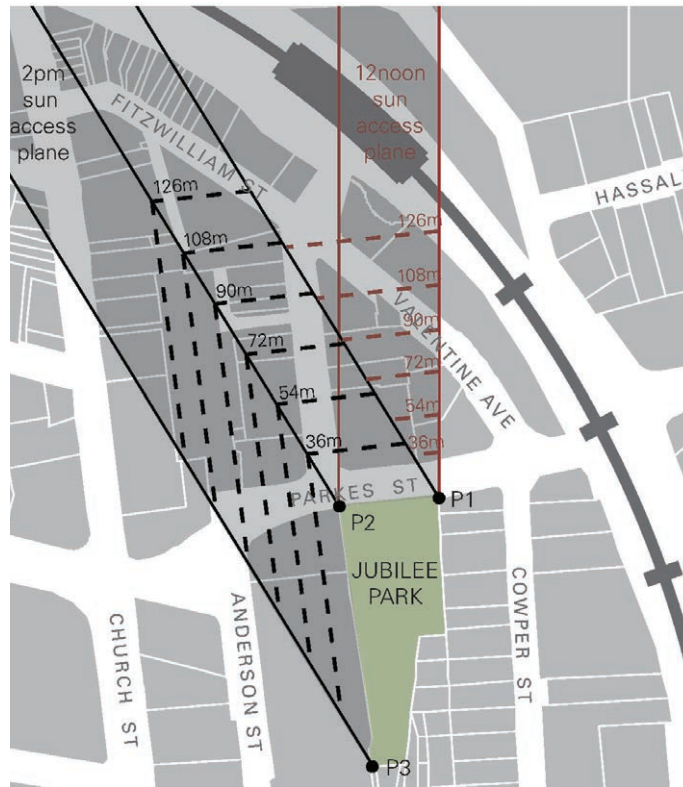 2pm
sun
access
plane
12noon
sun
access
plane
FITZWILLIAM ST
HASSAL
126m
126m
108m
108m
90m
90m
VALENTINE AVE
72m
72m
54m
54m
36m
36m
PARKES ST
P1
P2
JUBILEE
PARK
CHURCH ST
ANDERSON ST
COWPER ST
P3